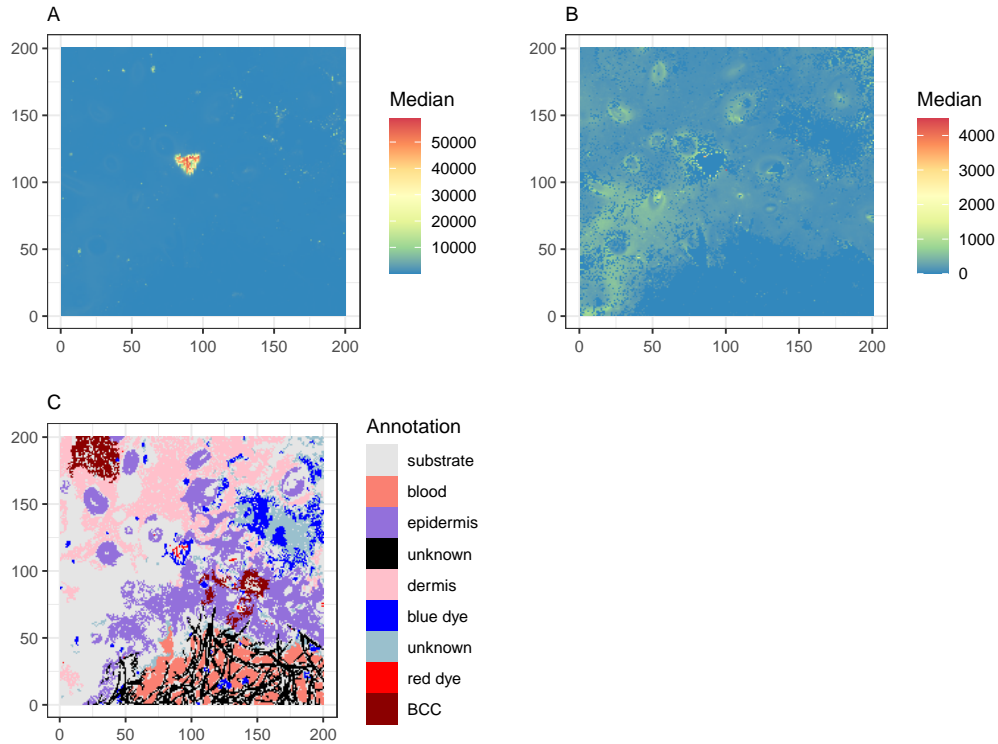 A
200
150
100
50
0
0 50 100 150 200
Median
50000
40000
30000
20000
10000
B
200
150
100
50
0
0 50 100 150 200
Median
4000
3000
2000
1000
0
C
200
150
100
50
0
0 50 100 150 200
Annotation
substrate
blood
epidermis
unknown
dermis
blue dye
unknown
red dye
BCC